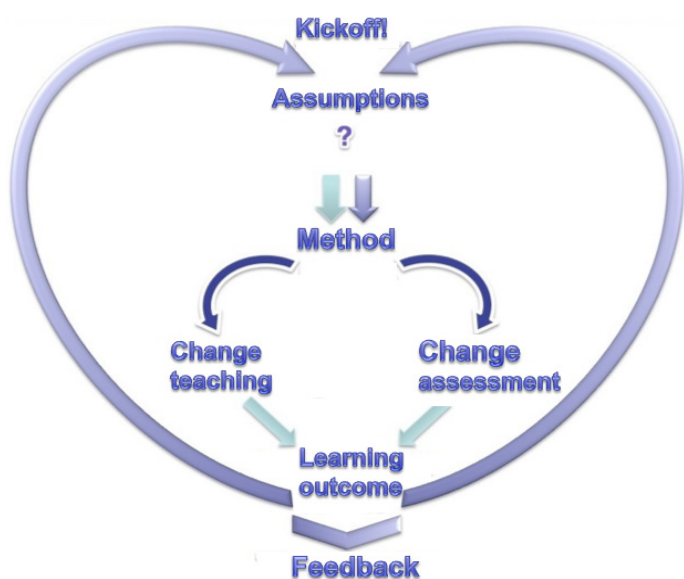 Kickoff!
Assumptions
?
Method
Change
teaching
Change
assessment
Learning
outcome
Feedback